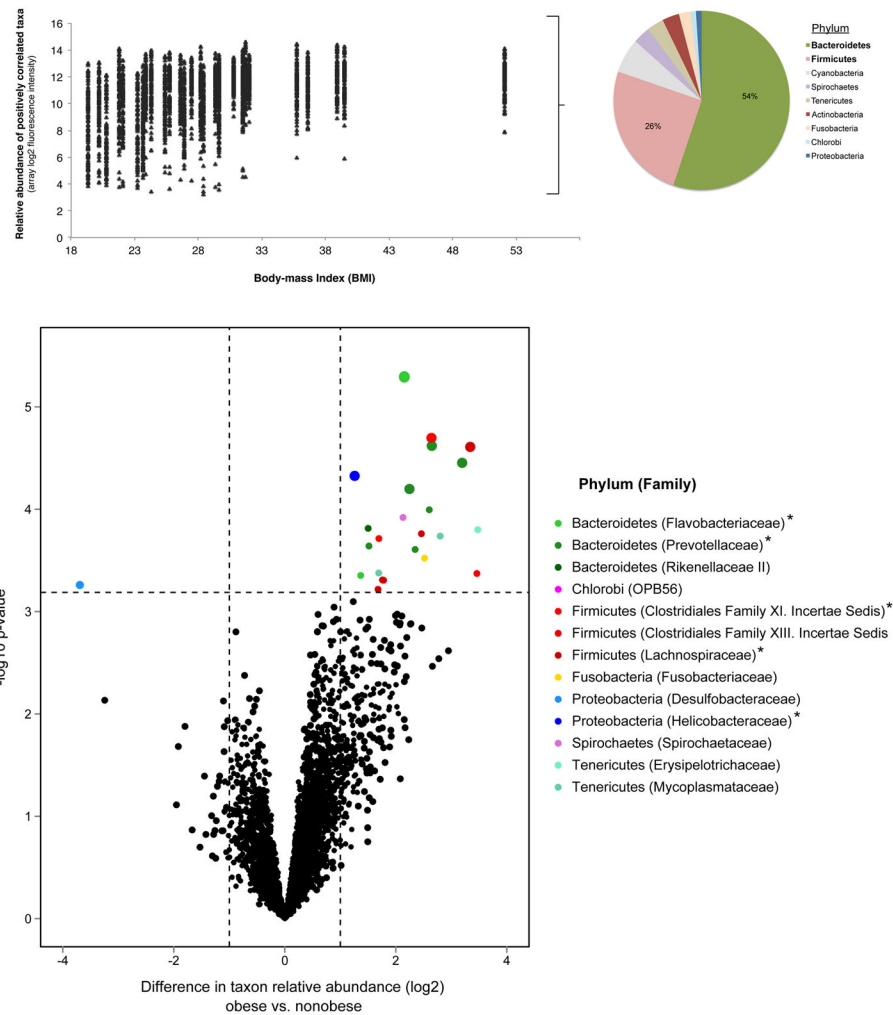 Relative abundance of positively correlated taxa
(array log2 fluorescence intensity)
16
14
12
10
8
6
4
2
0
18
23
28
33
38
43
48
53
Body-mass Index (BMI)
54%
26%
Phylum
Bacteroidetes
Firmicutes
Cyanobacteria
Spirochaetes
Tenericutes
Actinobacteria
Fusobacteria
Chlorobi
Proteobacteria
-log10 p-value
5
4
3
2
1
0
-4
-2
0
2
4
Difference in taxon relative abundance (log2)
obese vs. nonobese
Phylum (Family)
Bacteroidetes (Flavobacteriaceae)*
Bacteroidetes (Prevotellaceae)*
Bacteroidetes (Rikenellaceae II)
Chlorobi (OPB56)
Firmicutes (Clostridiales Family XI. Incertae Sedis)*
Firmicutes (Clostridiales Family XIII. Incertae Sedis
Firmicutes (Lachnospiraceae)*
Fusobacteria (Fusobacteriaceae)
Proteobacteria (Desulfobacteraceae)
Proteobacteria (Helicobacteraceae)*
Spirochaetes (Spirochaetaceae)
Tenericutes (Erysipelotrichaceae)
Tenericutes (Mycoplasmataceae)